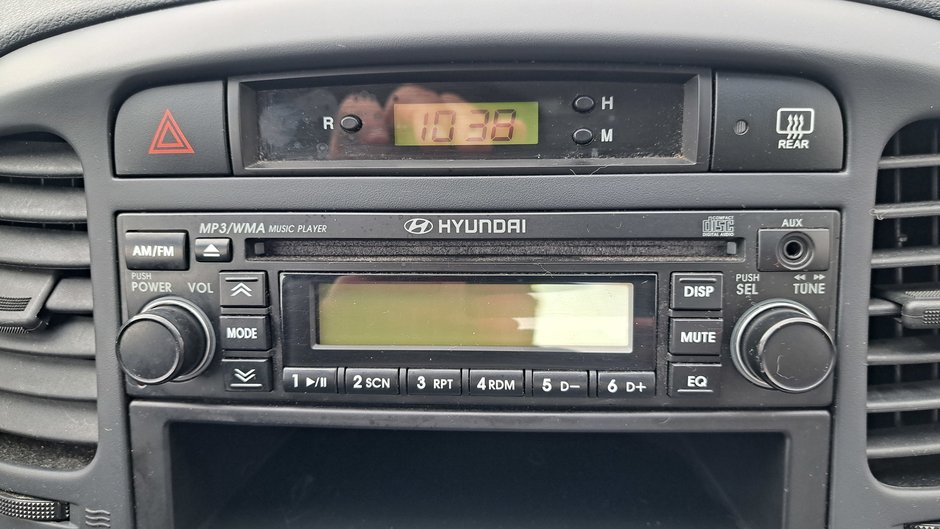 R 1038 H
M
REAR
MP3/WMA MUSIC PLAYER HYUNDAI COMPACT disc DIGITAL AUDIO AUX
AM/FM
PUSH POWER VOL
MODE
DISP
MUTE
EQ
PUSH SEL TUNE
1 2 SCN 3 RPT 4 RDM 5 D− 6 D+